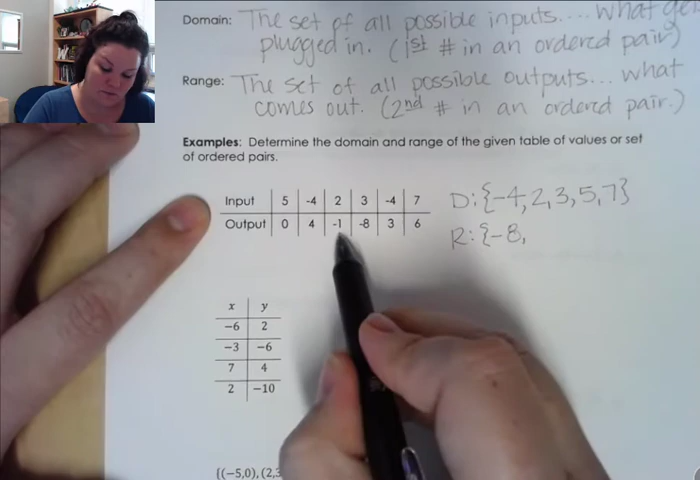 Domain: The set of all possible inputs.... what
plugged in. (1st # in an ordered pair)
Range: The set of all possible outputs... what
comes out. (2nd # in an ordered pair.)
Examples: Determine the domain and range of the given table of values or set
of ordered pairs.
Input 5 -4 2 3 -4 7 D:{-4,2,3,5,7}
Output 0 4 -1 -8 3 6 R:{-8,
x y
−6 2
−3 −6
7 4
2 −10
{(−5,0),(2,3